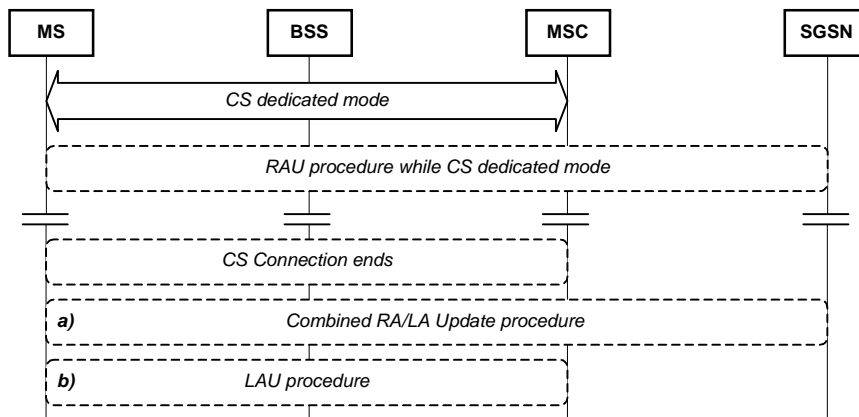 MS BSS MSC SGSN
CS dedicated mode
RAU procedure while CS dedicated mode
CS Connection ends
a) Combined RA/LA Update procedure
b) LAU procedure